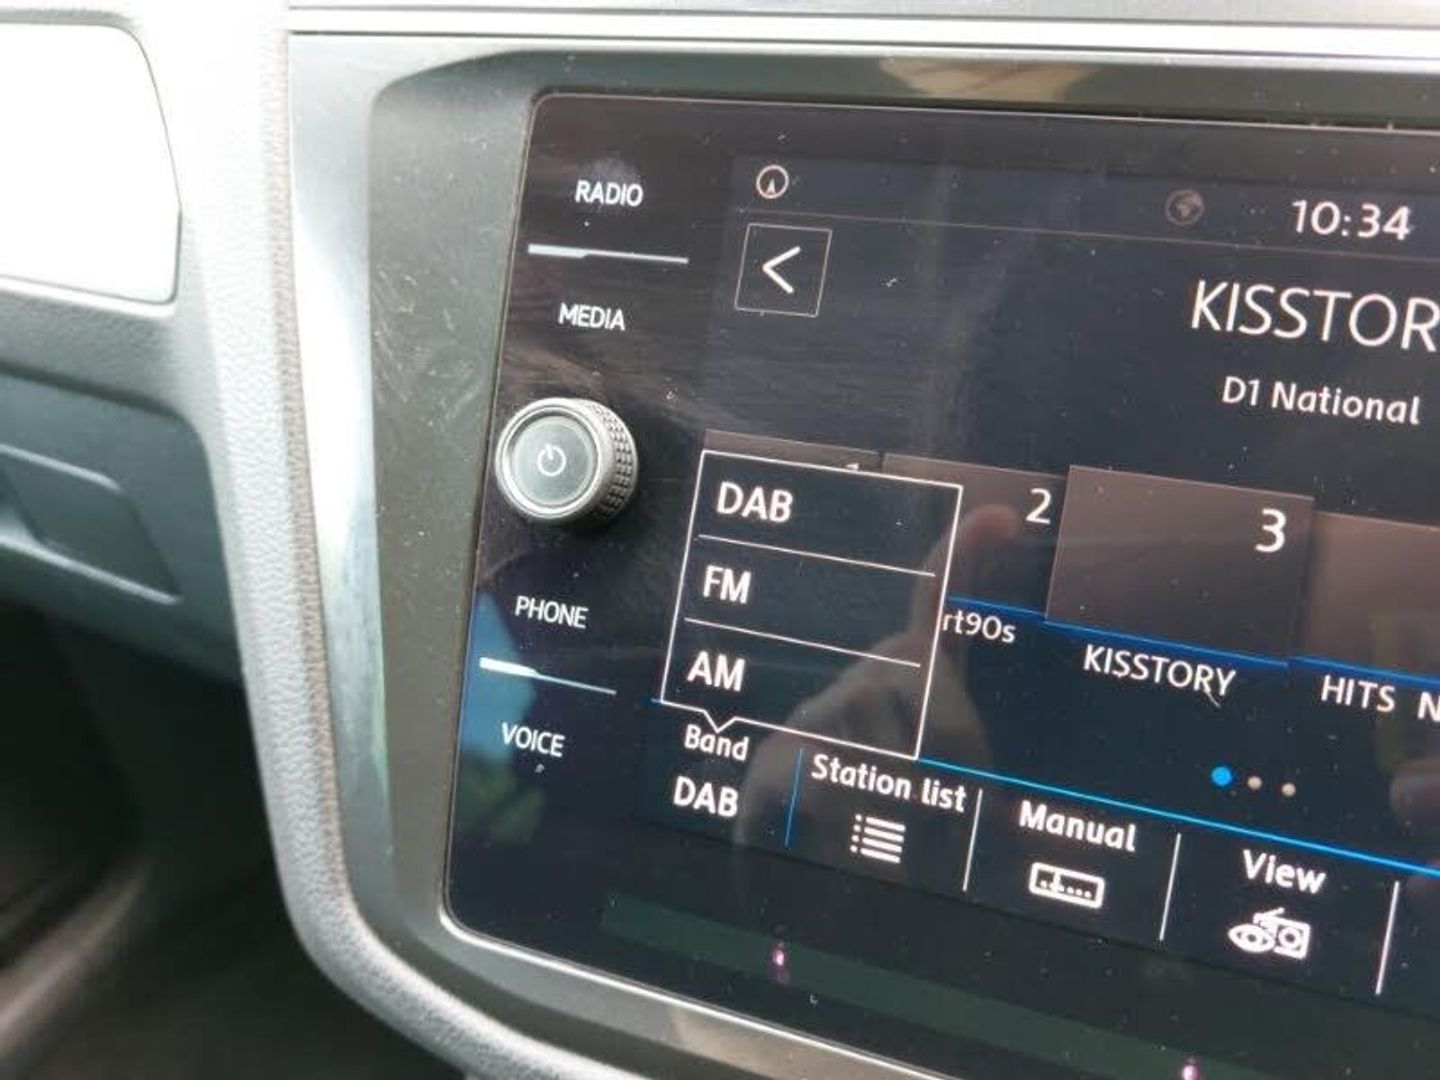 RADIO
MEDIA
PHONE
VOICE
10:34
KISSTOR
D1 National
DAB
FM
AM
2
3
rt90s
KISSTORY
HITS N
Band
DAB
Station list
Manual
View